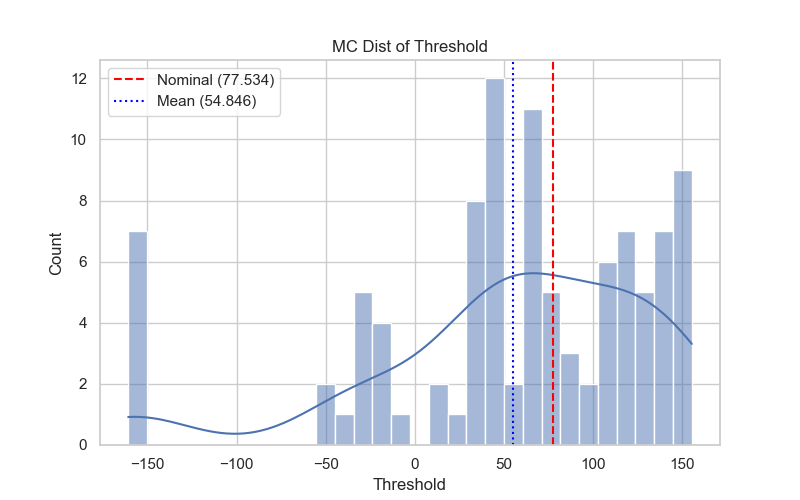 MC Dist of Threshold
Nominal (77.534)
Mean (54.846)
Count
12
10
8
6
4
2
0
−150
−100
−50
0
50
100
150
Threshold